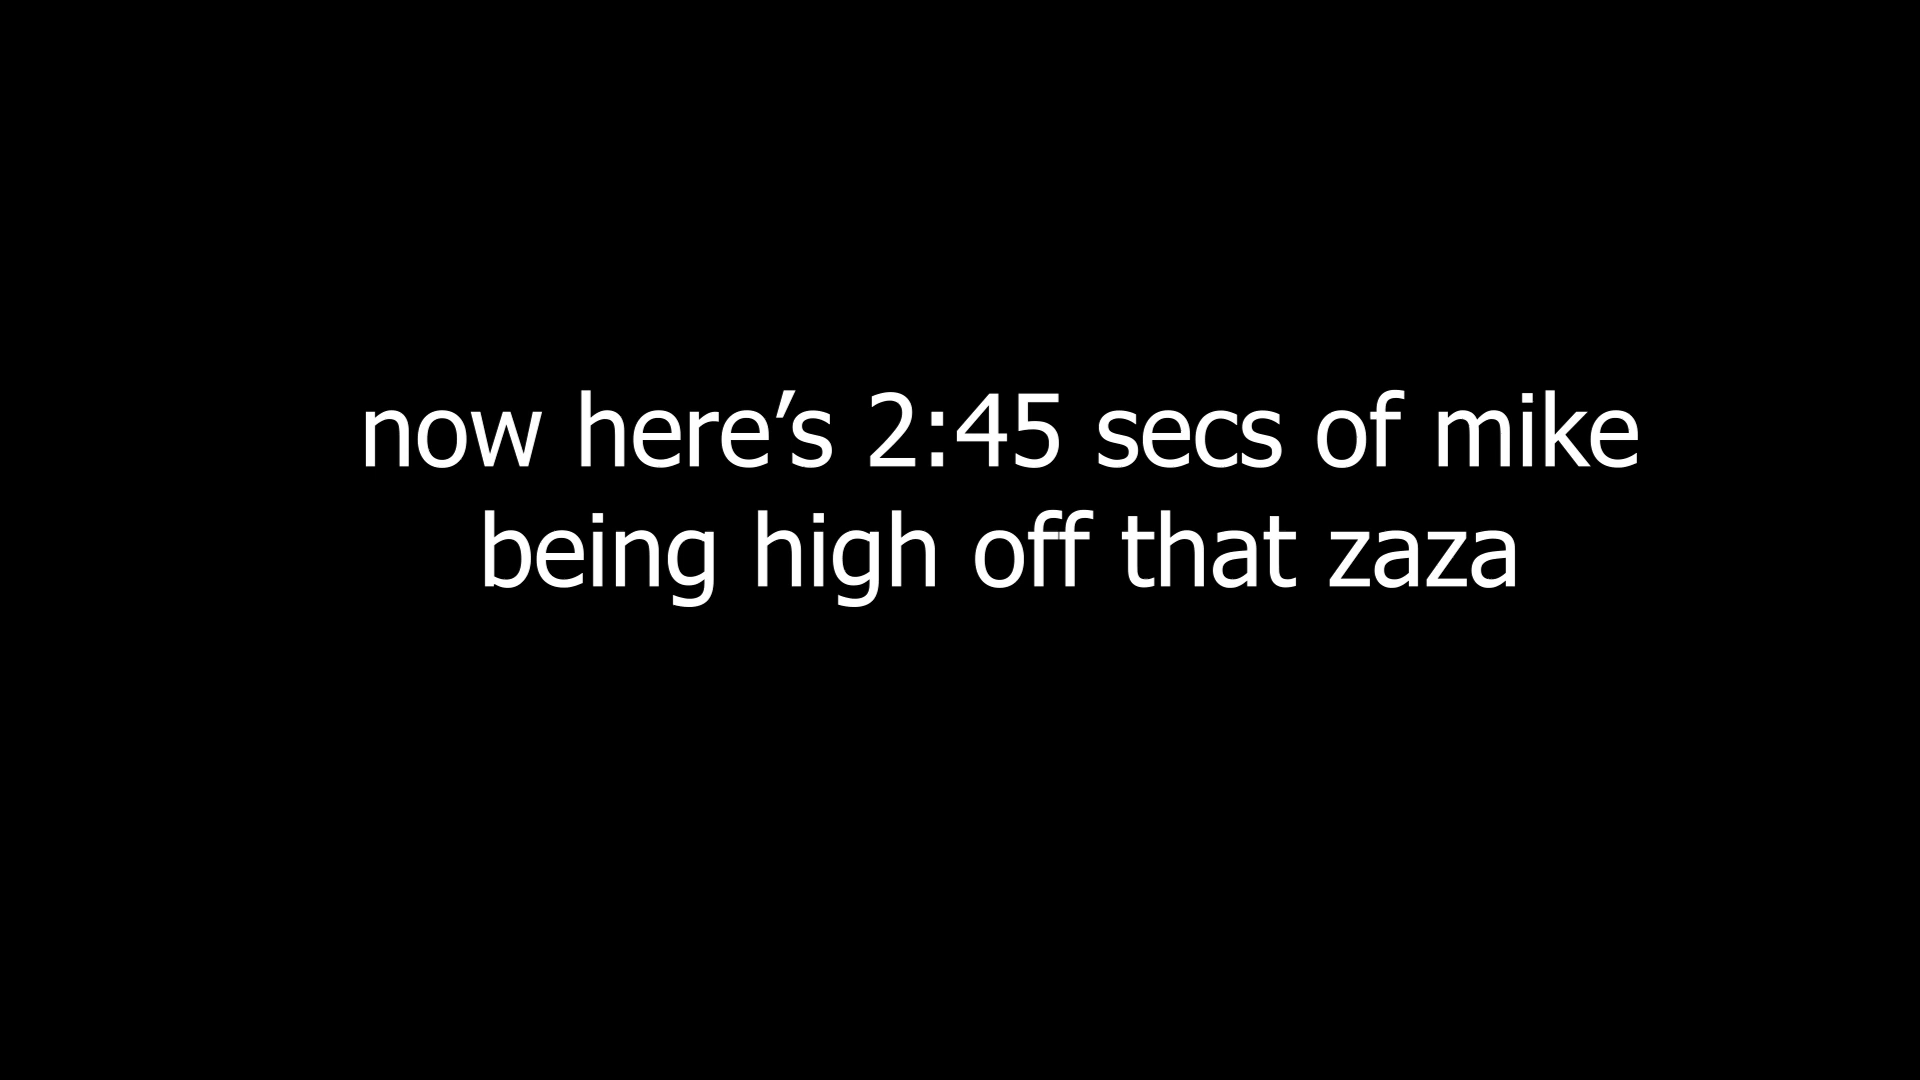 now here’s 2:45 secs of mike
being high off that zaza